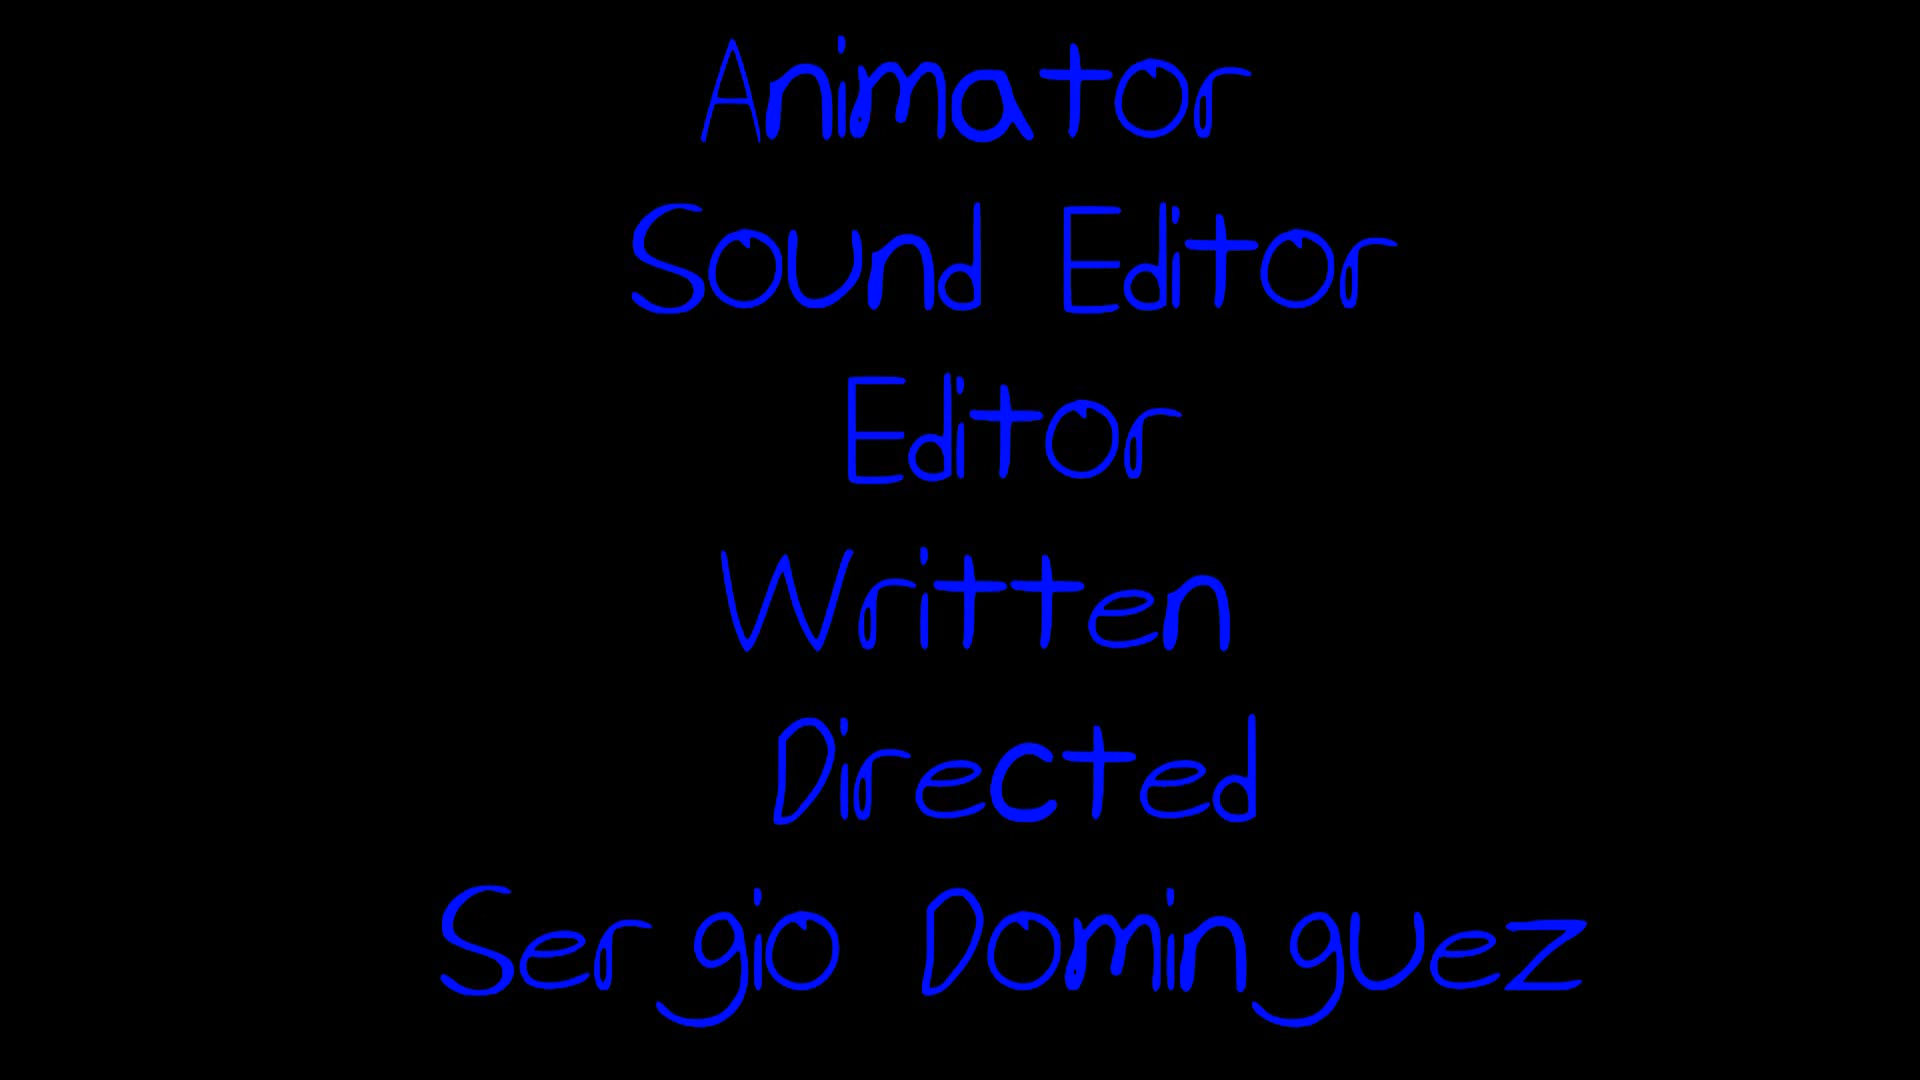 Animator
Sound Editor
Editor
Written
Directed
Sergio Dominguez